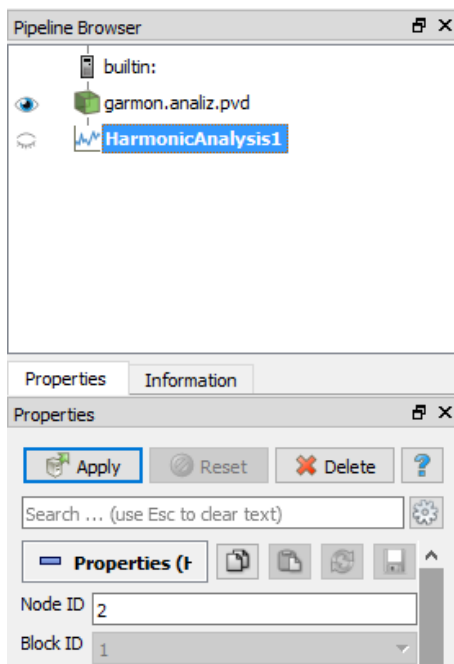 Pipeline Browser
builtin:
garmon.analiz.pvd
HarmonicAnalysis1
Properties Information
Properties
Apply Reset Delete ?
Search ... (use Esc to clear text)
Properties (H
Node ID 2
Block ID 1